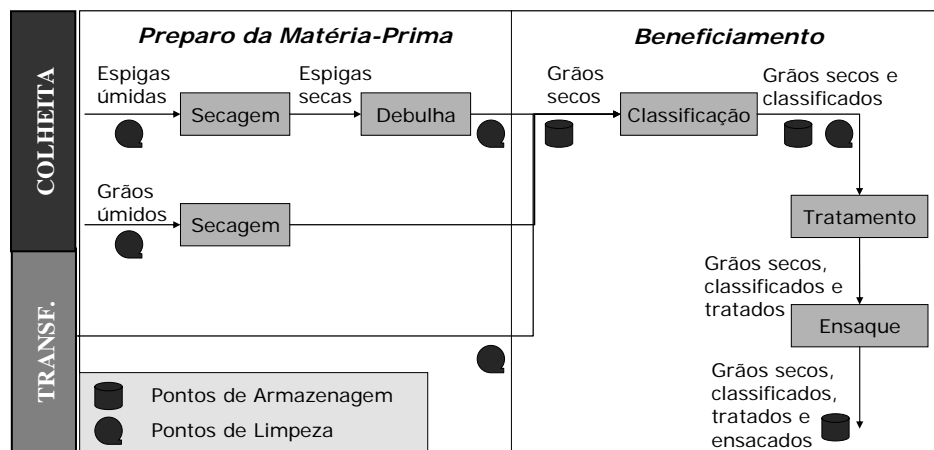 Preparo da Matéria-Prima
Beneficiamento
COLHEITA
Espigas
úmidas
Secagem
Espigas
secas
Debulha
Grãos
secos
Classificação
Grãos secos e
classificados
Grãos
úmidos
Secagem
Tratamento
Grãos secos,
classificados e
tratados
Ensaque
TRANSF.
Grãos secos,
classificados,
tratados e
ensacados
Pontos de Armazenagem
Pontos de Limpeza